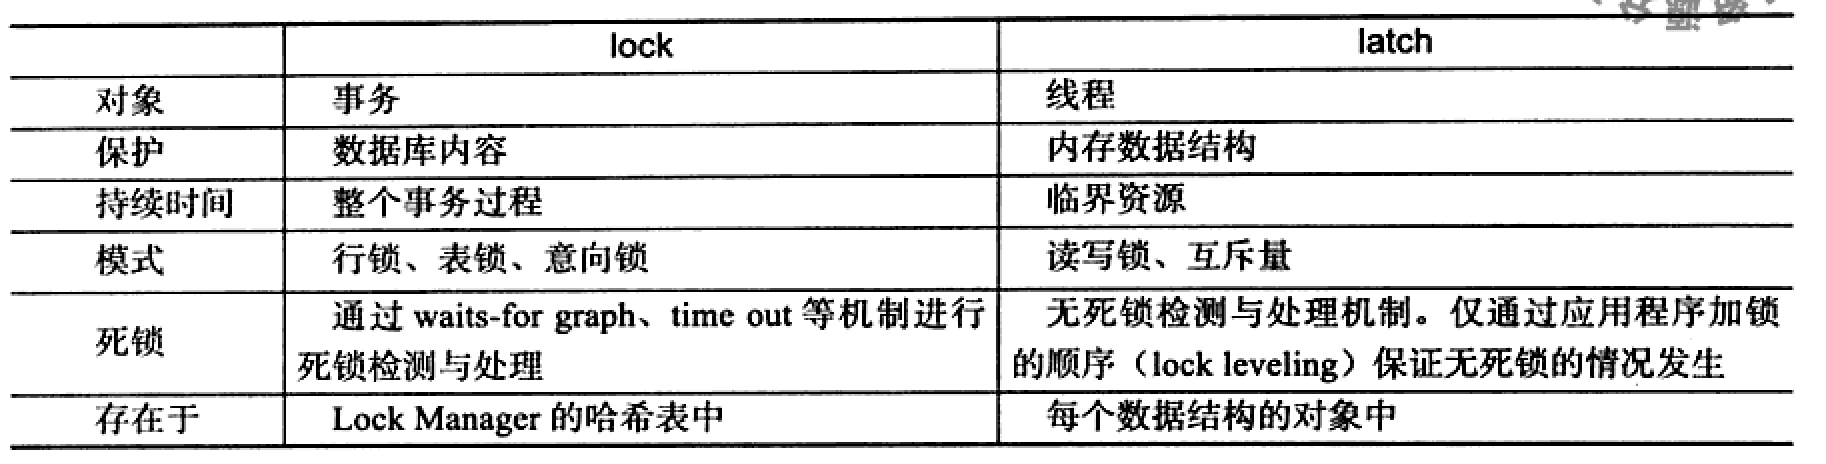 lock latch
对象 事务 线程
保护 数据库内容 内存数据结构
持续时间 整个事务过程 临界资源
模式 行锁、表锁、意向锁 读写锁、互斥量
死锁
通过 waits-for graph、time out 等机制进行
死锁检测与处理
无死锁检测与处理机制。仅通过应用程序加锁
的顺序（lock leveling）保证无死锁的情况发生
存在于 Lock Manager 的哈希表中 每个数据结构的对象中